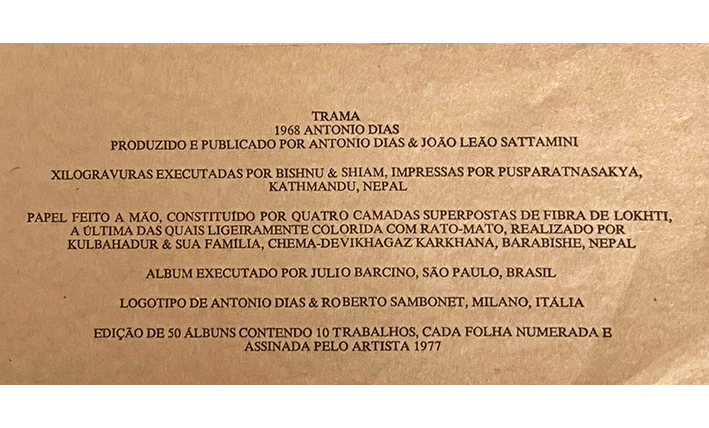 TRAMA
1968 ANTONIO DIAS
PRODUZIDO E PUBLICADO POR ANTONIO DIAS & JOÃO LEÃO SATTAMINI
XILOGRAVURAS EXECUTADAS POR BISHNU & SHIAM, IMPRESSAS POR PUSPARATNASAKYA,
KATHMANDU, NEPAL
PAPEL FEITO A MÃO, CONSTITUÍDO POR QUATRO CAMADAS SUPERPOSTAS DE FIBRA DE LOKHTI,
A ÚLTIMA DAS QUAIS LIGEIRAMENTE COLORIDA COM RATO-MATO, REALIZADO POR
KULBAHADUR & SUA FAMÍLIA, CHEMA-DEVIKHAGAZ KARKHANA, BARABISHE, NEPAL
ALBUM EXECUTADO POR JULIO BARCINO, SÃO PAULO, BRASIL
LOGOTIPO DE ANTONIO DIAS & ROBERTO SAMBONET, MILANO, ITÁLIA
EDIÇÃO DE 50 ÁLBUNS CONTENDO 10 TRABALHOS, CADA FOLHA NUMERADA E
ASSINADA PELO ARTISTA 1977